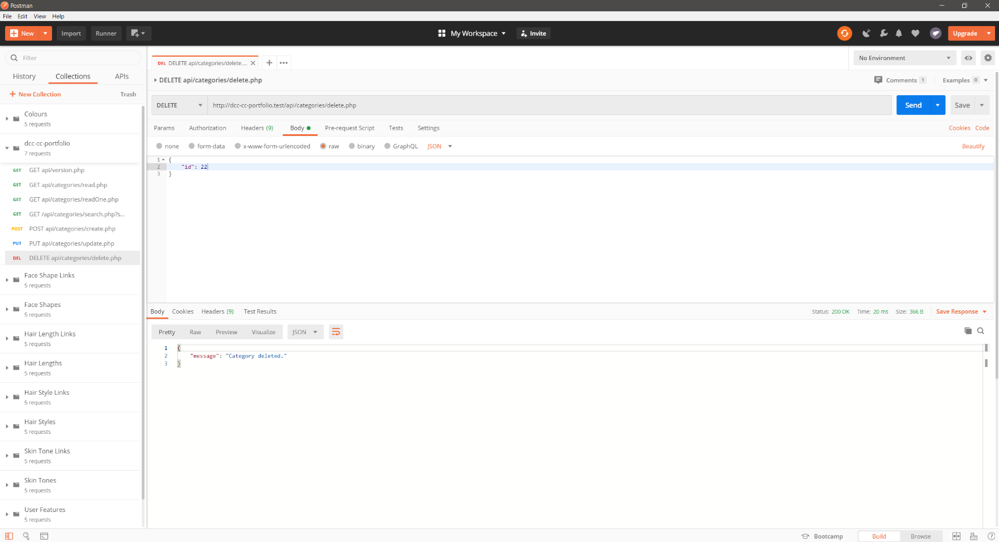 Postman
File Edit View Help
New Import Runner My Workspace Invite Upgrade
Filter
History Collections APIs
New Collection Trash
Colours
5 requests
dcc-cc-portfolio
7 requests
GET GET api/version.php
GET GET api/categories/read.php
GET GET api/categories/readOne.php
GET GET /api/categories/search.php?s...
POST POST api/categories/create.php
PUT PUT api/categories/update.php
DEL DELETE api/categories/delete.php
Face Shape Links
5 requests
Face Shapes
5 requests
Hair Length Links
5 requests
Hair Lengths
5 requests
Hair Style Links
5 requests
Hair Styles
5 requests
Skin Tone Links
5 requests
Skin Tones
5 requests
User Features
5 requests
DEL DELETE api/categories/delete.... No Environment
DELETE api/categories/delete.php Comments 1 Examples 0
DELETE http://dcc-cc-portfolio.test/api/categories/delete.php Send Save
Params Authorization Headers (9) Body Pre-request Script Tests Settings Cookies Code
none form-data x-www-form-urlencoded raw binary GraphQL JSON Beautify
1 {
2 "id": 22
3 }
Body Cookies Headers (9) Test Results Status: 200 OK Time: 20 ms Size: 366 B Save Response
Pretty Raw Preview Visualize JSON
1 {
2 "message": "Category deleted."
3 }
Bootcamp Build Browse